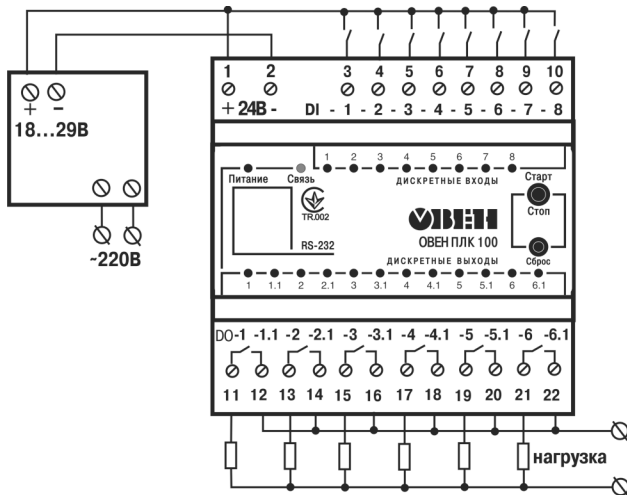 1 2 3 4 5 6 7 8 9 10
+ 24В - DI - 1 - 2 - 3 - 4 - 5 - 6 - 7 - 8
+ -
18...29В
~220В
1 2 3 4 5 6 7 8
Питание Связь ДИСКРЕТНЫЕ ВХОДЫ Старт
Стоп
TR.002
ОВЕН
RS-232 ОВЕН ПЛК 100
ДИСКРЕТНЫЕ ВЫХОДЫ Сброс
1 1.1 2 2.1 3 3.1 4 4.1 5 5.1 6 6.1
DO-1 -1.1 -2 -2.1 -3 -3.1 -4 -4.1 -5 -5.1 -6 -6.1
11 12 13 14 15 16 17 18 19 20 21 22
нагрузка